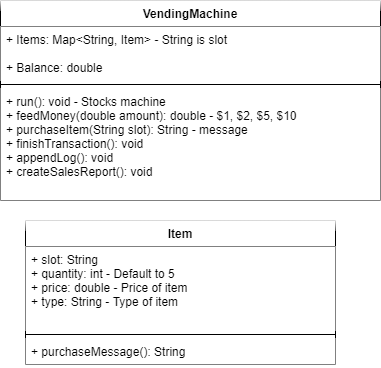 VendingMachine
+ Items: Map<String, Item> - String is slot
+ Balance: double
+ run(): void - Stocks machine
+ feedMoney(double amount): double - $1, $2, $5, $10
+ purchaseItem(String slot): String - message
+ finishTransaction(): void
+ appendLog(): void
+ createSalesReport(): void
Item
+ slot: String
+ quantity: int - Default to 5
+ price: double - Price of item
+ type: String - Type of item
+ purchaseMessage(): String